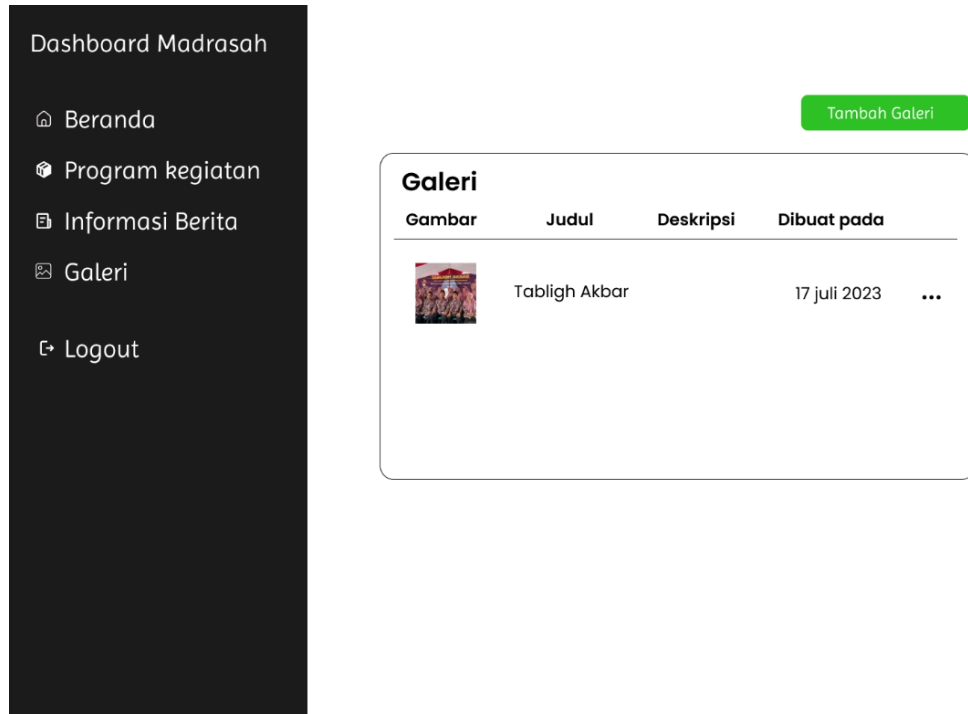 Dashboard Madrasah
Beranda
Program kegiatan
Informasi Berita
Galeri
Logout
Tambah Galeri
Galeri
Gambar Judul Deskripsi Dibuat pada
Tabligh Akbar 17 juli 2023 ...